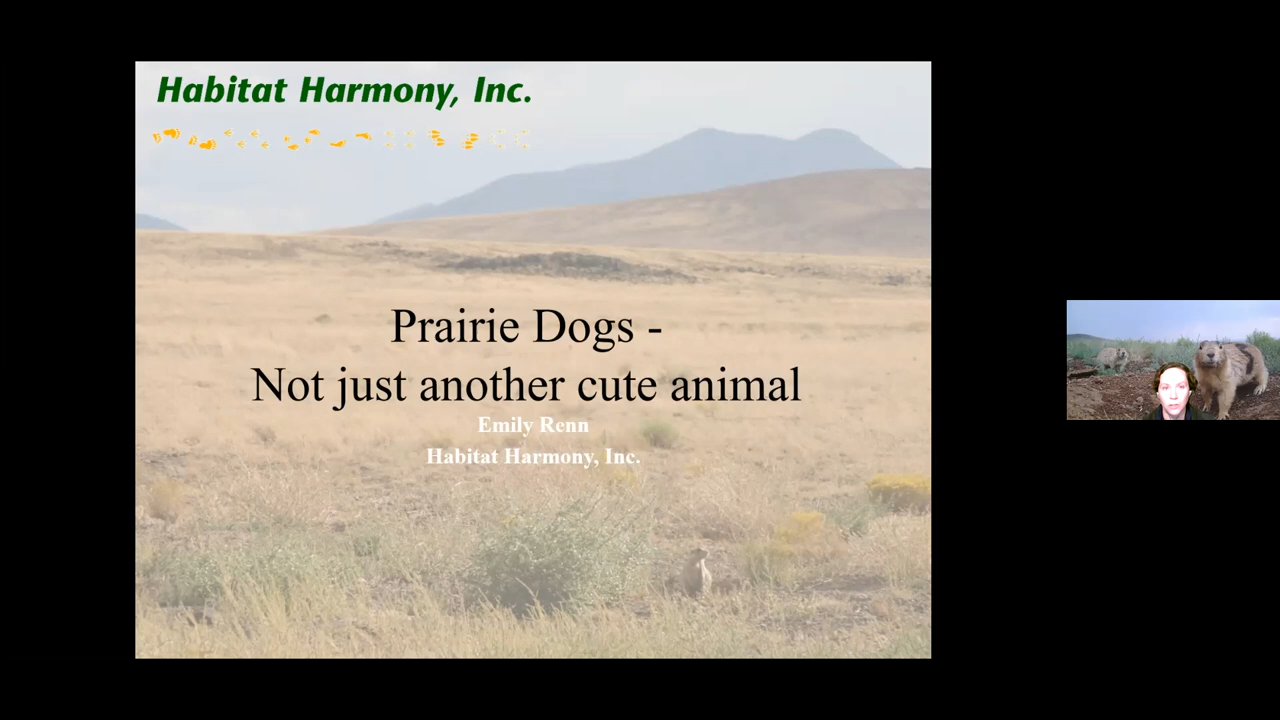 Habitat Harmony, Inc.
Prairie Dogs -
Not just another cute animal
Emily Renn
Habitat Harmony, Inc.